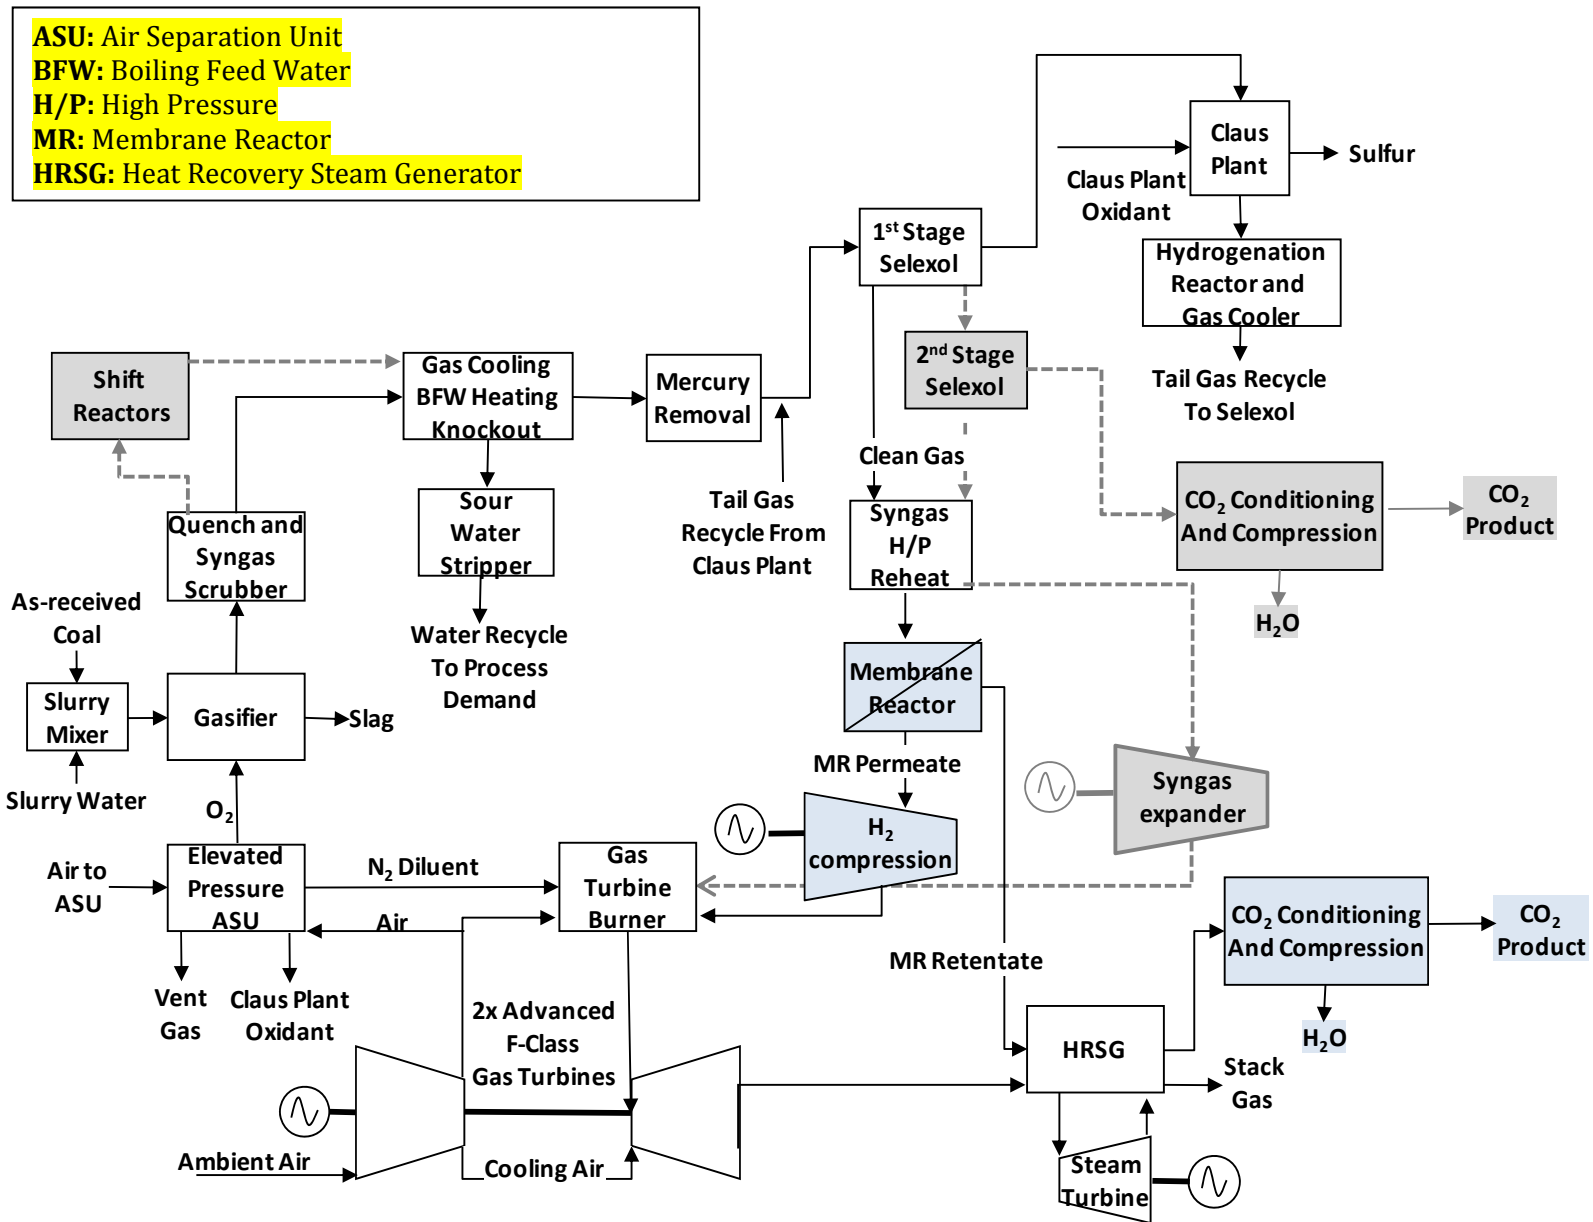 ASU: Air Separation Unit
BFW: Boiling Feed Water
H/P: High Pressure
MR: Membrane Reactor
HRSG: Heat Recovery Steam Generator
Claus
Plant
Sulfur
Claus Plant
Oxidant
1st Stage
Selexol
Hydrogenation
Reactor and
Gas Cooler
2nd Stage
Selexol
Tail Gas Recycle
To Selexol
Shift
Reactors
Gas Cooling
BFW Heating
Knockout
Mercury
Removal
Clean Gas
Tail Gas
Recycle From
Claus Plant
CO2 Conditioning
And Compression
CO2
Product
H2O
Quench and
Syngas
Scrubber
Sour
Water
Stripper
Syngas
H/P
Reheat
As-received
Coal
Water Recycle
To Process
Demand
Slurry
Mixer
Gasifier
Slag
Membrane
Reactor
Slurry Water
O2
MR Permeate
H2
compression
Syngas
expander
Air to
ASU
Elevated
Pressure
ASU
N2 Diluent
Air
Gas
Turbine
Burner
MR Retentate
CO2 Conditioning
And Compression
CO2
Product
H2O
Vent
Gas
Claus Plant
Oxidant
2x Advanced
F-Class
Gas Turbines
HRSG
Stack
Gas
Ambient Air
Cooling Air
Steam
Turbine